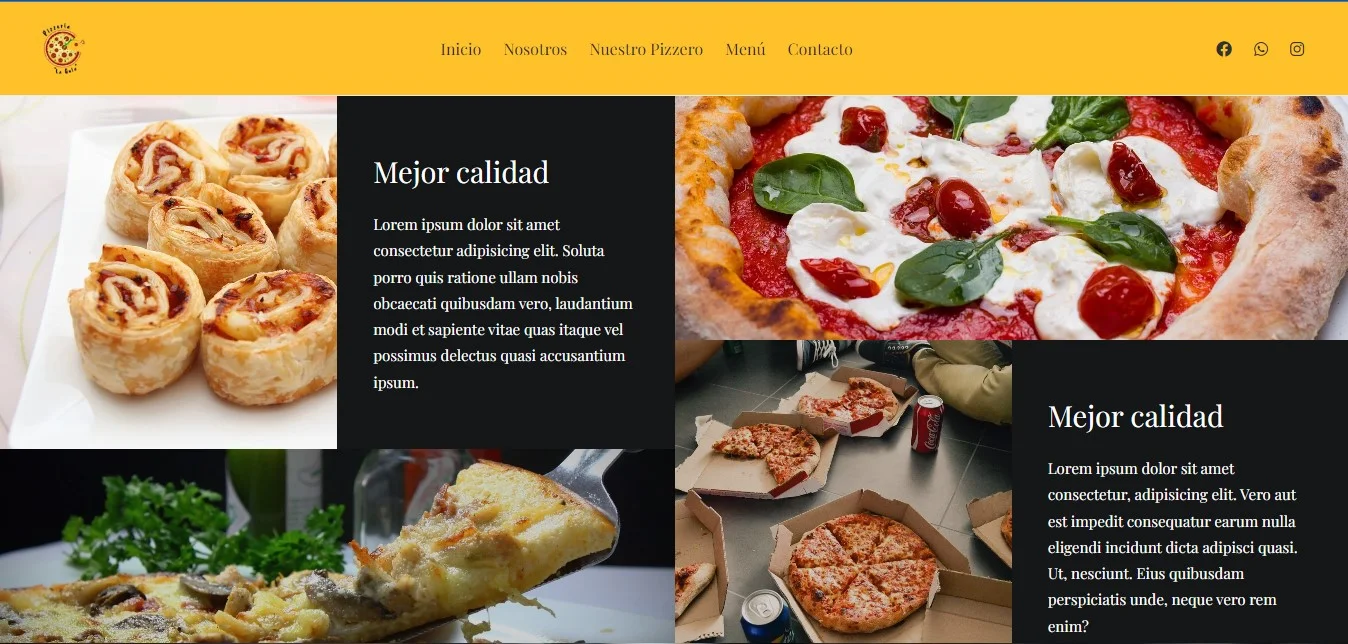 Pizzería
"La Bola"
Inicio Nosotros Nuestro Pizzero Menú Contacto
Mejor calidad
Lorem ipsum dolor sit amet
consectetur adipisicing elit. Soluta
porro quis ratione ullam nobis
obcaecati quibusdam vero, laudantium
modi et sapiente vitae quas itaque vel
possimus delectus quasi accusantium
ipsum.
Coca-Cola
Mejor calidad
Lorem ipsum dolor sit amet
consectetur, adipisicing elit. Vero aut
est impedit consequatur earum nulla
eligendi incidunt dicta adipisci quasi.
Ut, nesciunt. Eius quibusdam
perspiciatis unde, neque vero rem
enim?